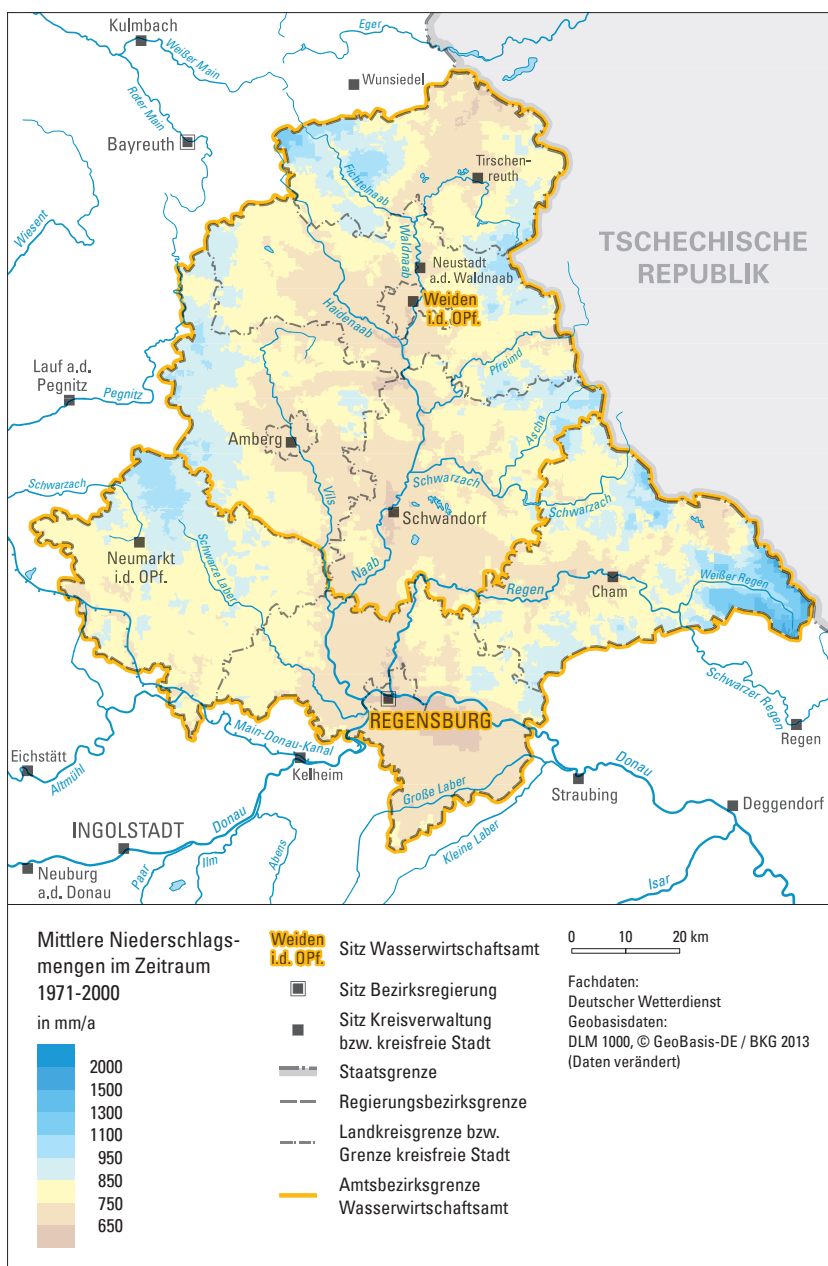 Kulmbach
Weißer Main
Eger
Wunsiedel
Roter Main
Bayreuth
Tirschen-
reuth
Fichtelnaab
Wiesent
Waldnaab
TSCHECHISCHE
REPUBLIK
Neustadt
a.d. Waldnaab
Weiden
i.d. OPf.
Haidenaab
Lauf a.d.
Pegnitz
Pegnitz
Pfreimd
Ascha
Amberg
Schwarzach
Schwarzach
Vils
Schwandorf
Schwarzach
Neumarkt
i.d. OPf.
Schwarze Laber
Naab
Regen
Cham
Weißer Regen
Schwarzer Regen
REGENSBURG
Regen
Main-Donau-Kanal
Eichstätt
Altmühl
Kelheim
Donau
Große Laber
Straubing
Deggendorf
INGOLSTADT
Donau
Kleine Laber
Neuburg
a.d. Donau
Paar
Ilm
Abens
Isar
Mittlere Niederschlags-
mengen im Zeitraum
1971-2000
in mm/a
2000
1500
1300
1100
950
850
750
650
Weiden
i.d. OPf.
Sitz Wasserwirtschaftsamt
Sitz Bezirksregierung
Sitz Kreisverwaltung
bzw. kreisfreie Stadt
Staatsgrenze
Regierungsbezirksgrenze
Landkreisgrenze bzw.
Grenze kreisfreie Stadt
Amtsbezirksgrenze
Wasserwirtschaftsamt
0 10 20 km
Fachdaten:
Deutscher Wetterdienst
Geobasisdaten:
DLM 1000, © GeoBasis-DE / BKG 2013
(Daten verändert)